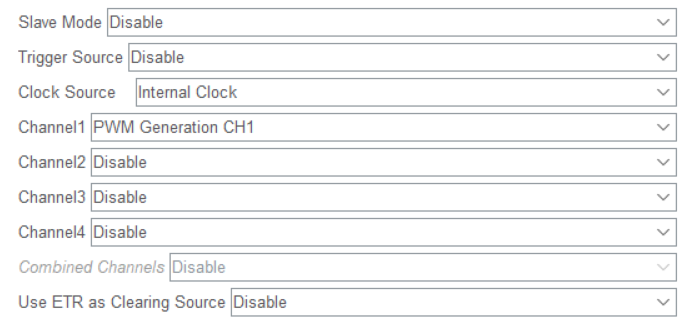 Slave Mode Disable
Trigger Source Disable
Clock Source Internal Clock
Channel1 PWM Generation CH1
Channel2 Disable
Channel3 Disable
Channel4 Disable
Combined Channels Disable
Use ETR as Clearing Source Disable